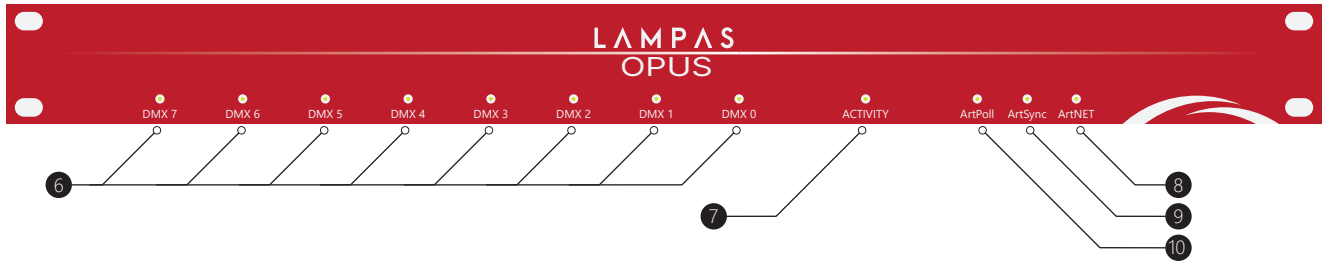 LAMPAS
OPUS
DMX 7 DMX 6 DMX 5 DMX 4 DMX 3 DMX 2 DMX 1 DMX 0 ACTIVITY ArtPoll ArtSync ArtNET
6 8
7 9
10